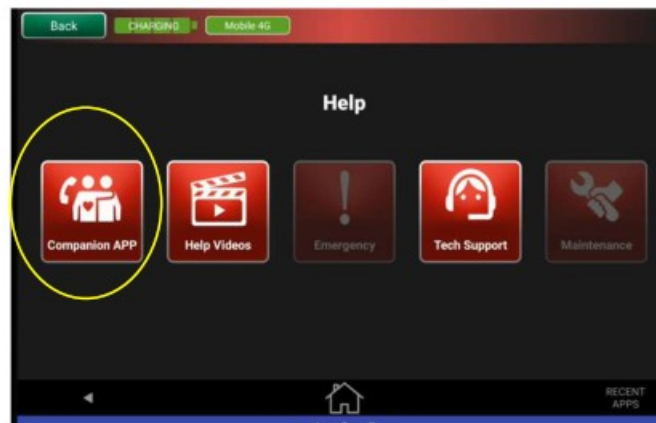 Back CHARGING Mobile 4G
Help
Companion APP Help Videos Emergency Tech Support Maintenance
RECENT
APPS